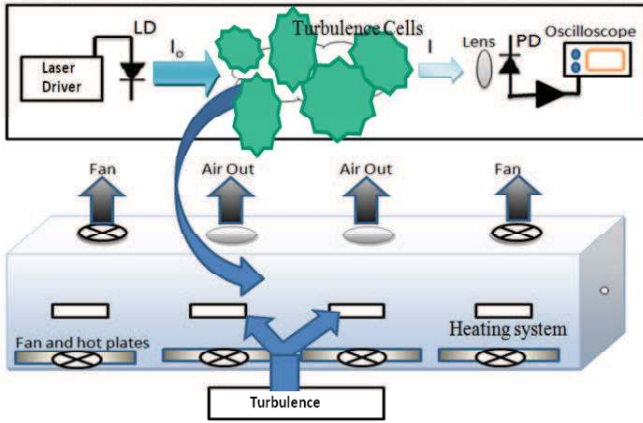 LD
Laser
Driver
I₀
Turbulence Cells
I
Lens
PD
Oscilloscope
Fan
Air Out
Air Out
Fan
Fan and hot plates
Heating system
Turbulence